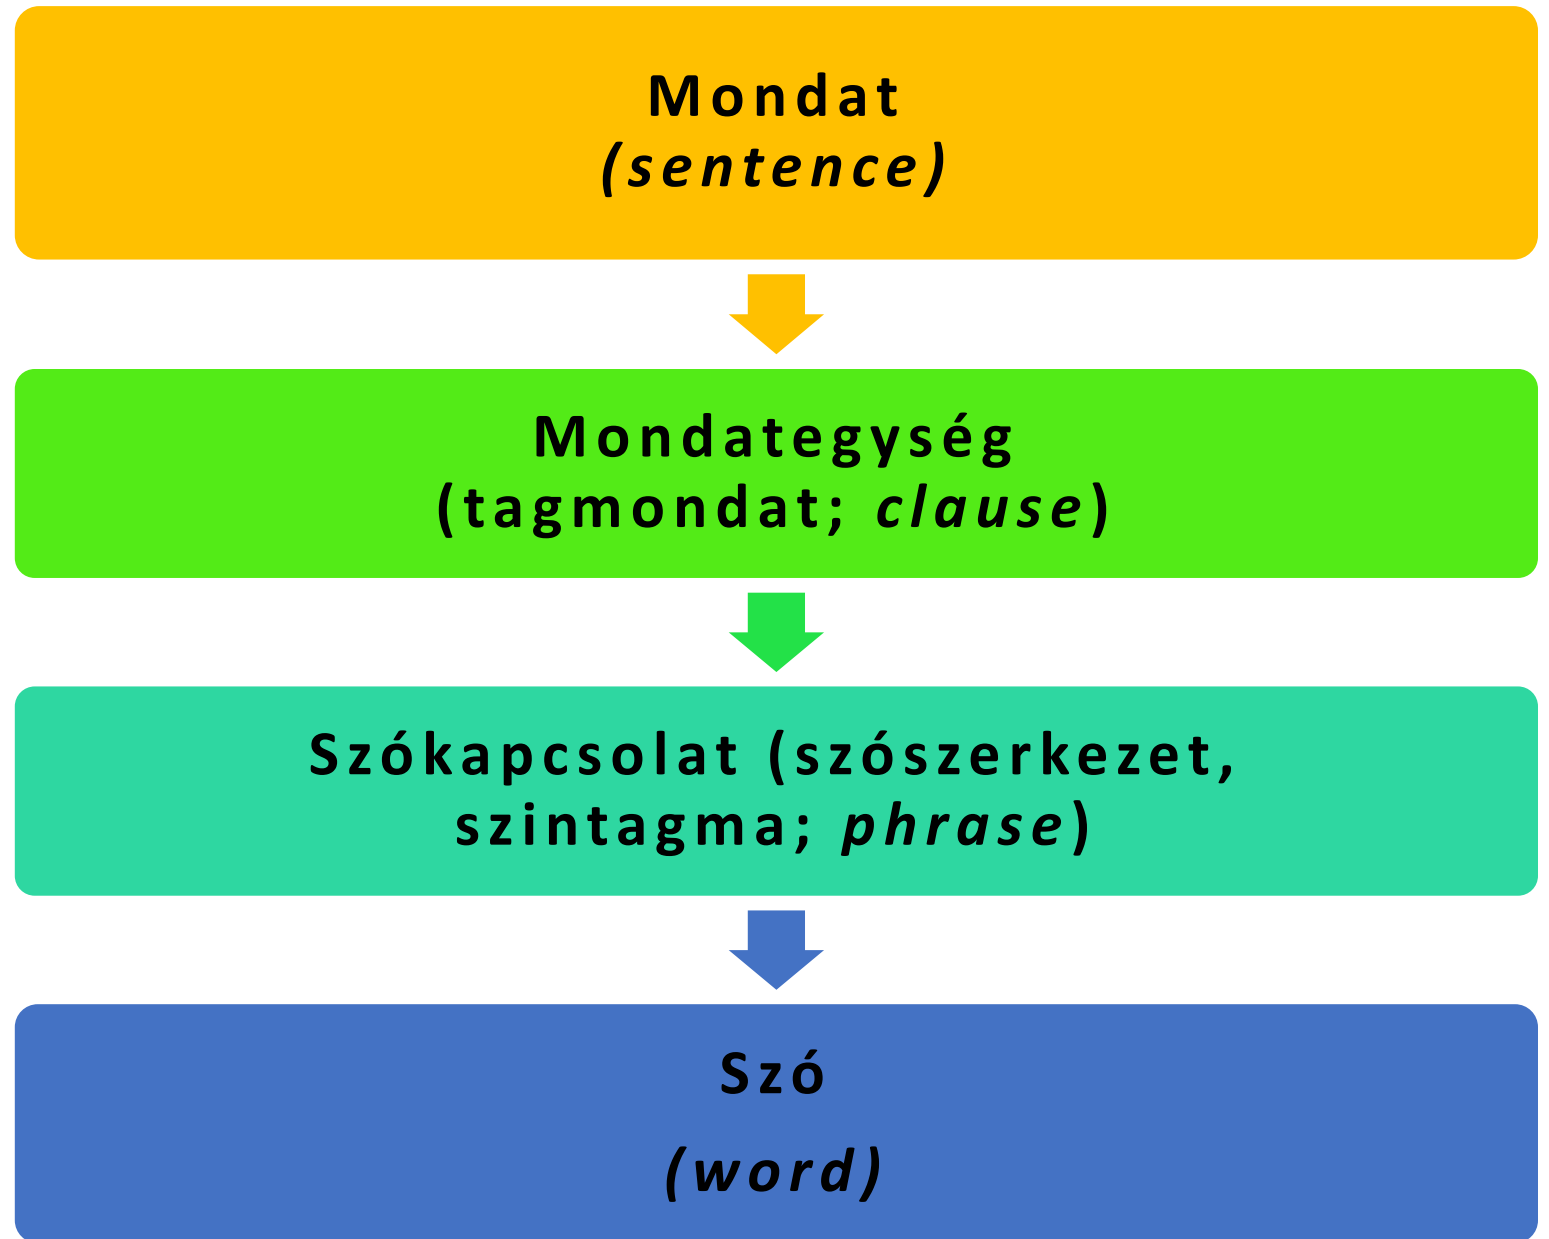 Mondat
(sentence)
Mondategység
(tagmondat; clause)
Szókapcsolat (szószerkezet,
szintagma; phrase)
Szó
(word)